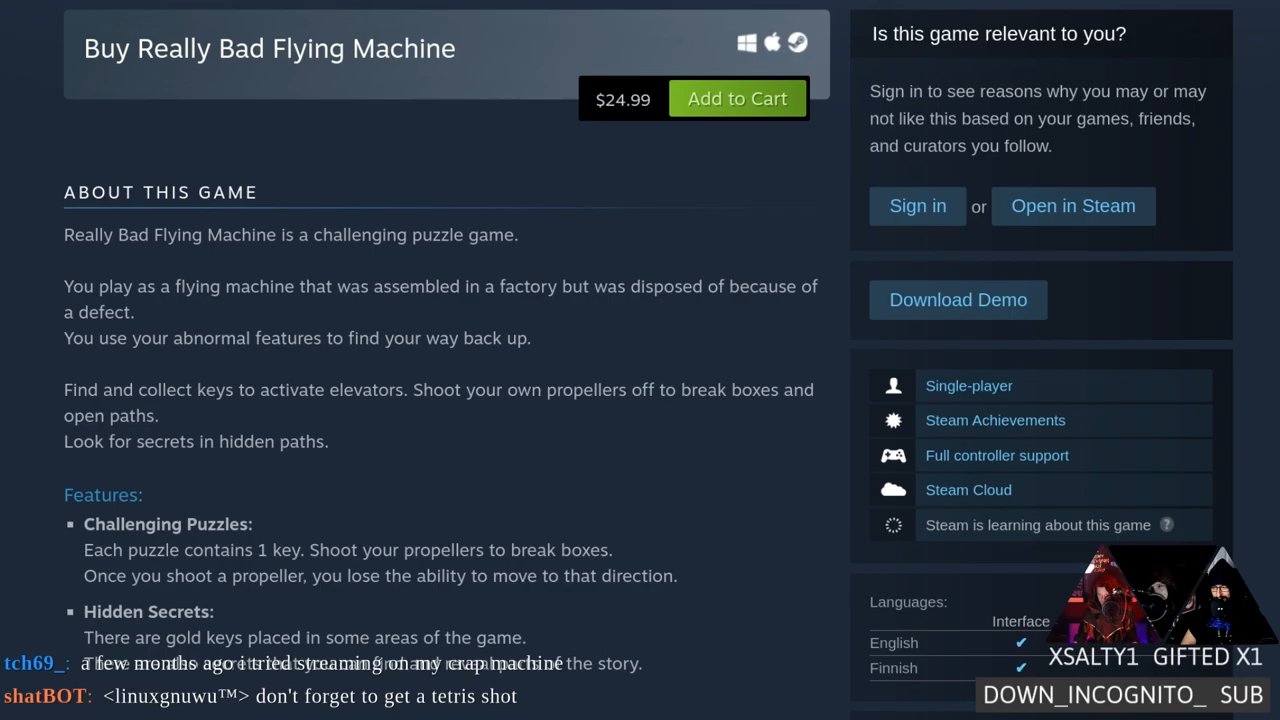 Buy Really Bad Flying Machine
$24.99
Add to Cart
ABOUT THIS GAME
Really Bad Flying Machine is a challenging puzzle game.
You play as a flying machine that was assembled in a factory but was disposed of because of
a defect.
You use your abnormal features to find your way back up.
Find and collect keys to activate elevators. Shoot your own propellers off to break boxes and
open paths.
Look for secrets in hidden paths.
Features:
Challenging Puzzles:
Each puzzle contains 1 key. Shoot your propellers to break boxes.
Once you shoot a propeller, you lose the ability to move to that direction.
Hidden Secrets:
There are gold keys placed in some areas of the game.
the story.
tch69_: a few months ago i tried streaming on my crap machine
shatBOT: <linuxgnuwu™> don't forget to get a tetris shot
Is this game relevant to you?
Sign in to see reasons why you may or may
not like this based on your games, friends,
and curators you follow.
Sign in or Open in Steam
Download Demo
Single-player
Steam Achievements
Full controller support
Steam Cloud
Steam is learning about this game ?
Languages:
Interface
English ✔
Finnish ✔
XSALTY1 GIFTED X1
DOWN_INCOGNITO_ SUB